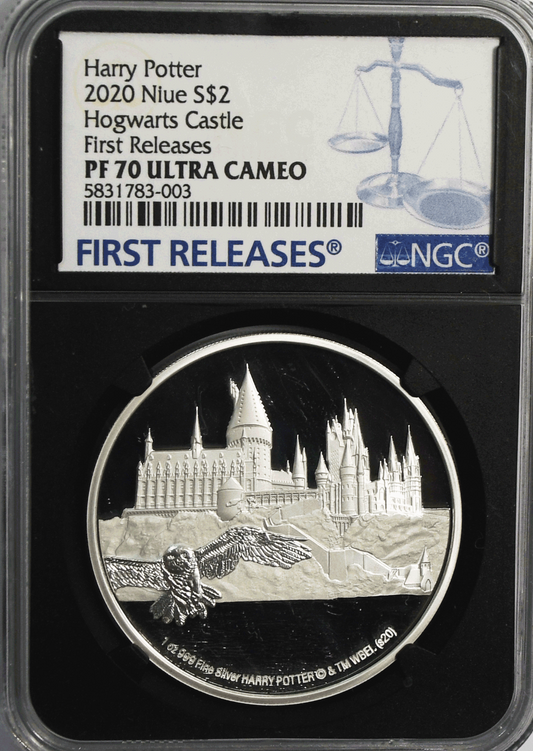 Harry Potter
2020 Niue S$2
Hogwarts Castle
First Releases
PF 70 ULTRA CAMEO
5831783-003
FIRST RELEASES®
NGC®
1 oz 999 Fine Silver HARRY POTTER © & TM WBEI. (s20)